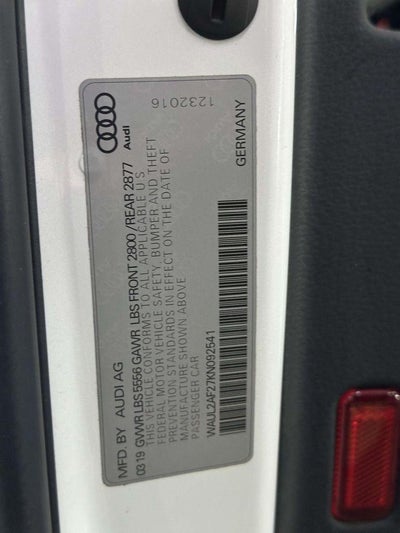 MFD. BY AUDI AG
03 19 GVWR LBS 5556 GAWR LBS FRONT 2800 /REAR 2877
THIS VEHICLE CONFORMS TO ALL APPLICABLE U.S.
FEDERAL MOTOR VEHICLE SAFETY, BUMPER AND THEFT
PREVENTION STANDARDS IN EFFECT ON THE DATE OF
MANUFACTURE SHOWN ABOVE
PASSENGER CAR
WAUL2AF27KN092541
GERMANY
Audi
1232016